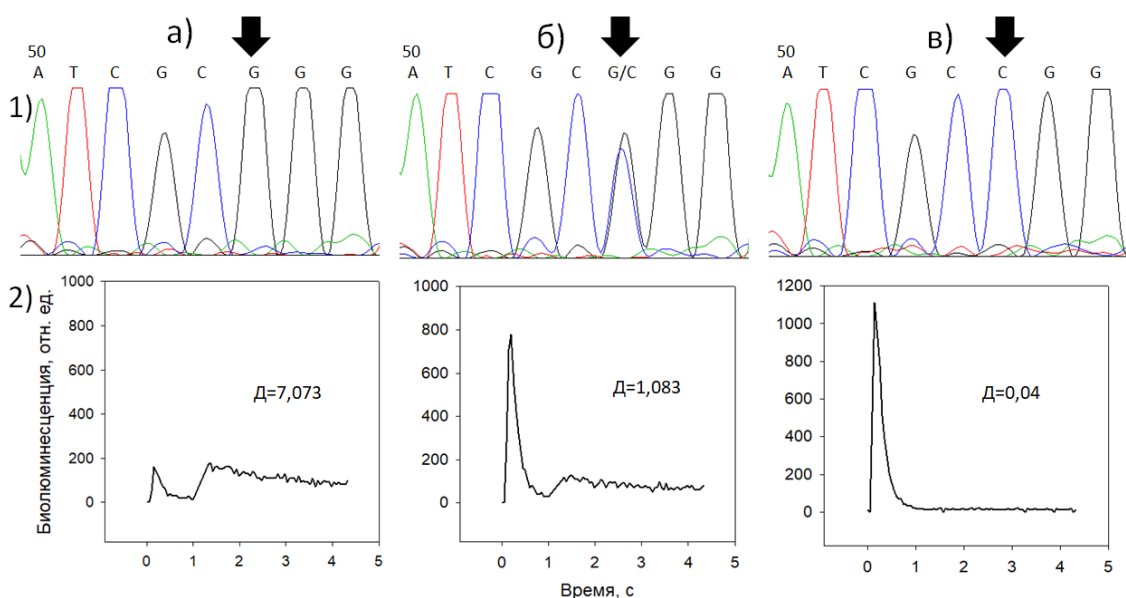 а) б) в)
50 50 50
A T C G C G G G A T C G C G/C G G A T C G C C G G
1)
2)
Биолюминесценция, отн. ед.
1000 1000 1200
800 800 1000
600 600 800
400 400 600
200 200 400
0 0 200
0
Д=7,073 Д=1,083 Д=0,04
0 1 2 3 4 5 0 1 2 3 4 5 0 1 2 3 4 5
Время, с